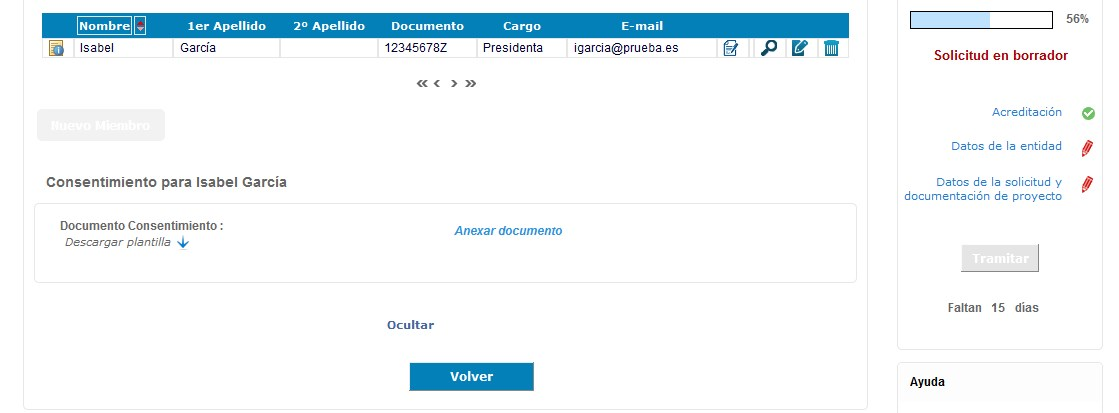 Nombre 1er Apellido 2º Apellido Documento Cargo E-mail
Isabel García 12345678Z Presidenta igarcia@prueba.es
« ‹ › »
Nuevo Miembro
Consentimiento para Isabel García
Documento Consentimiento :
Descargar plantilla
Anexar documento
Ocultar
Volver
56%
Solicitud en borrador
Acreditación
Datos de la entidad
Datos de la solicitud y
documentación de proyecto
Tramitar
Faltan 15 días
Ayuda